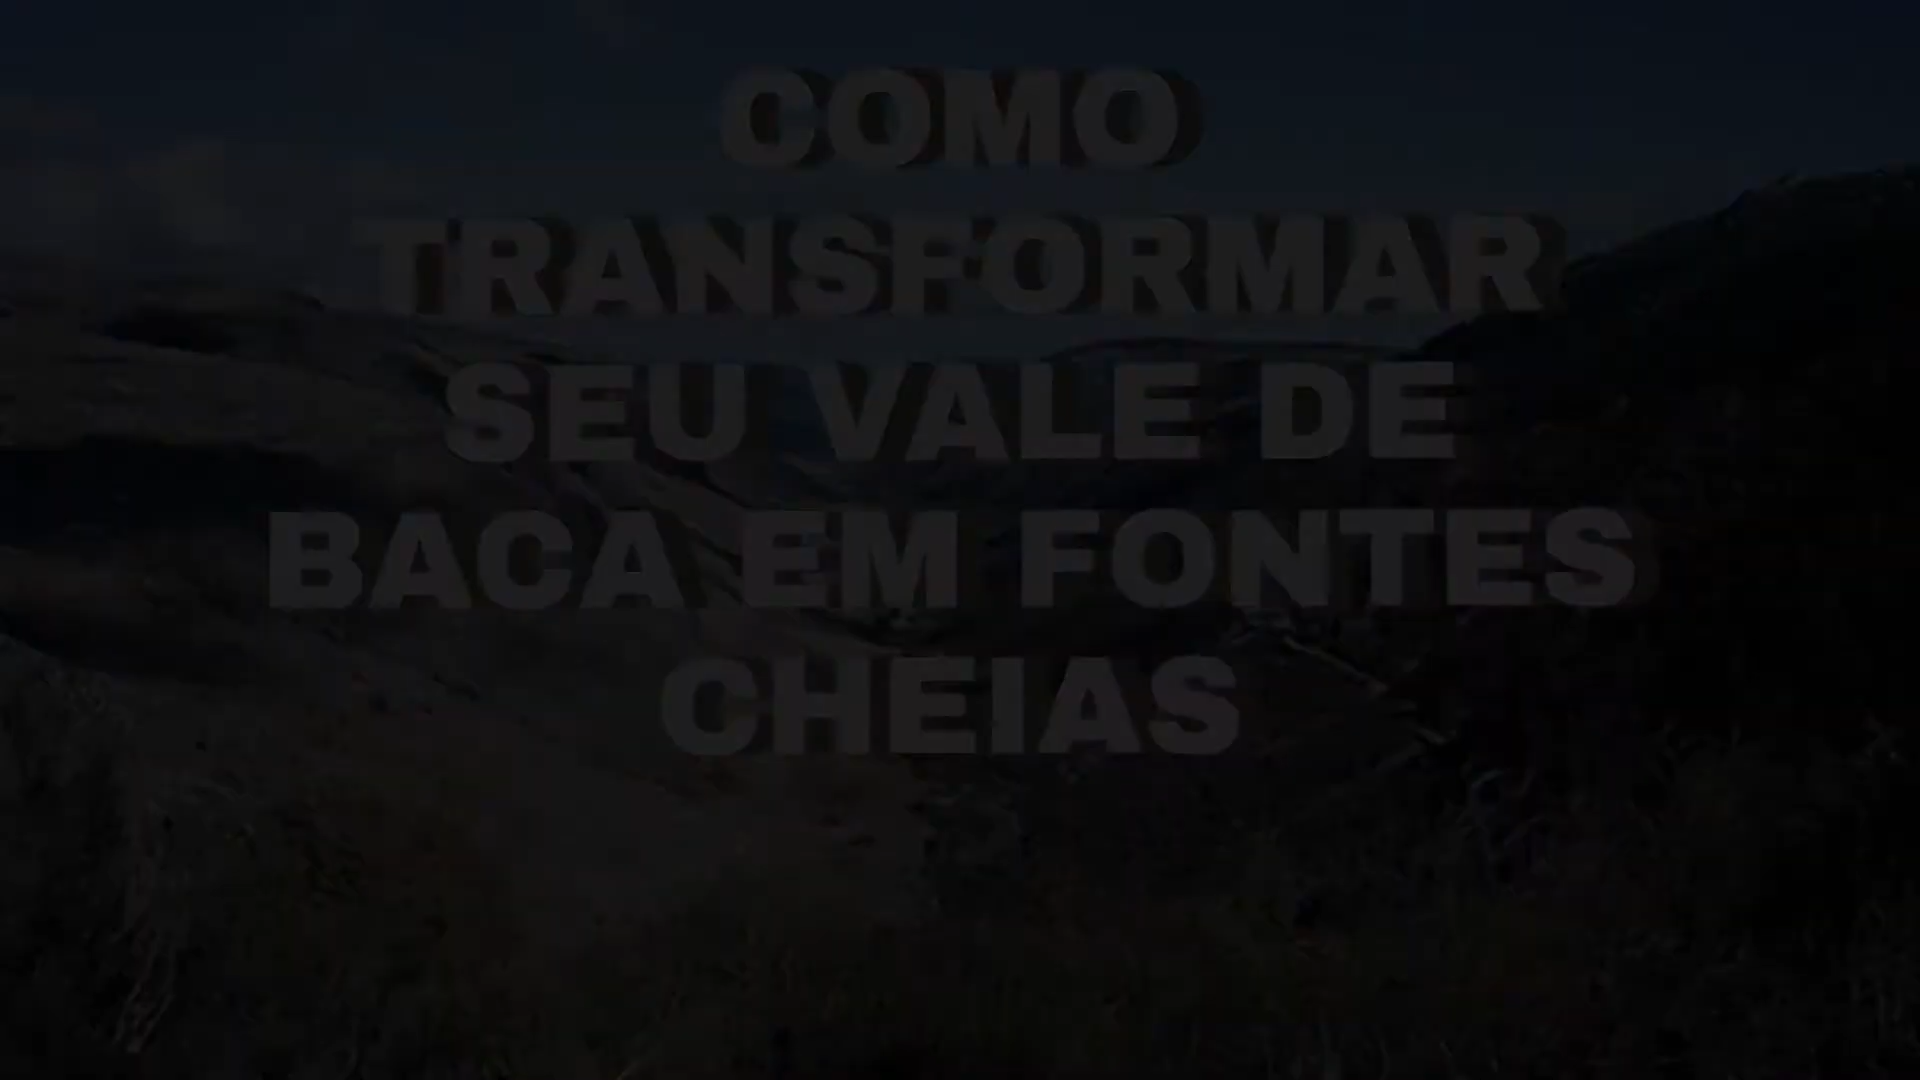 COMO
TRANSFORMAR
SEU VALE DE
BACA EM FONTES
CHEIAS